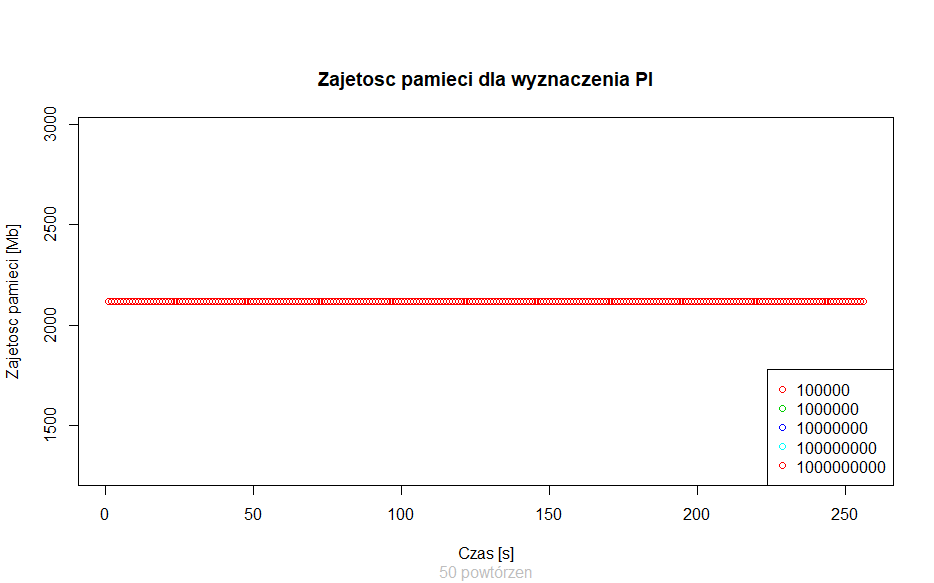 Zajetosc pamieci dla wyznaczenia PI
3000
2500
2000
1500
Zajetosc pamieci [Mb]
100000
1000000
10000000
100000000
1000000000
0 50 100 150 200 250
Czas [s]
50 powtórzen